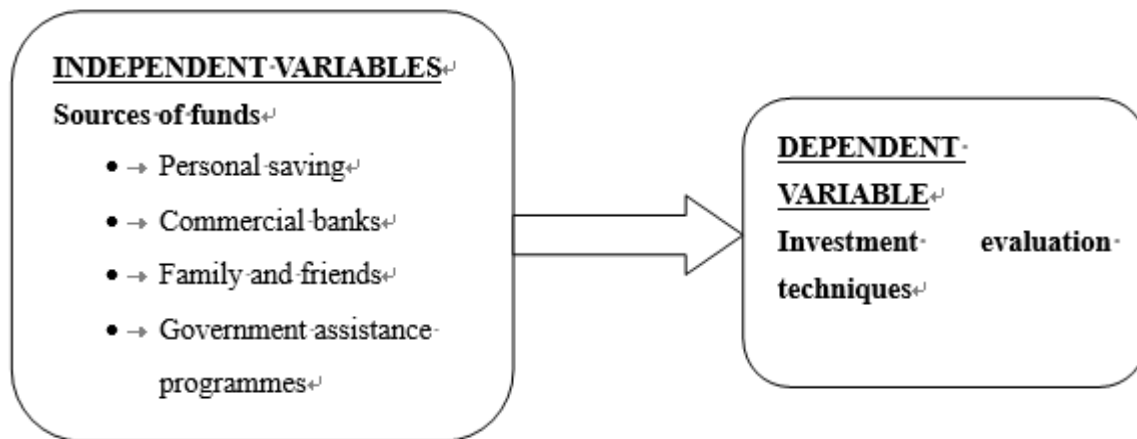 INDEPENDENT VARIABLES
Sources of funds
• Personal saving
• Commercial banks
• Family and friends
• Government assistance
programmes
DEPENDENT
VARIABLE
Investment evaluation
techniques